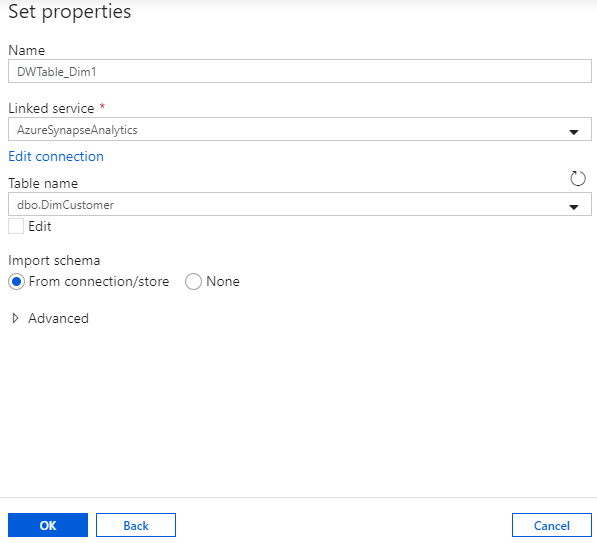 Set properties
Name
DWTable_Dim1
Linked service *
AzureSynapseAnalytics
Edit connection
Table name
dbo.DimCustomer
Edit
Import schema
From connection/store None
Advanced
OK Back Cancel